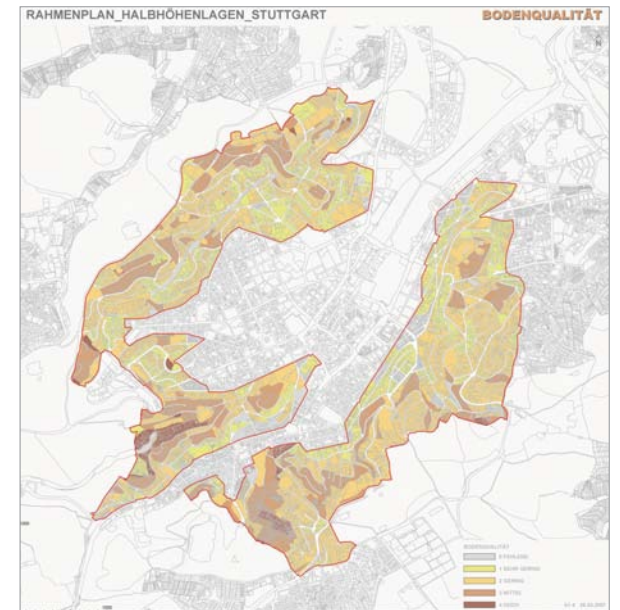 RAHMENPLAN_HALBHÖHENLAGEN_STUTTGART
BODENQUALITÄT
N
BODENQUALITÄT
0 FEHLEND
1 SEHR GERING
2 GERING
3 MITTEL
4 HOCH